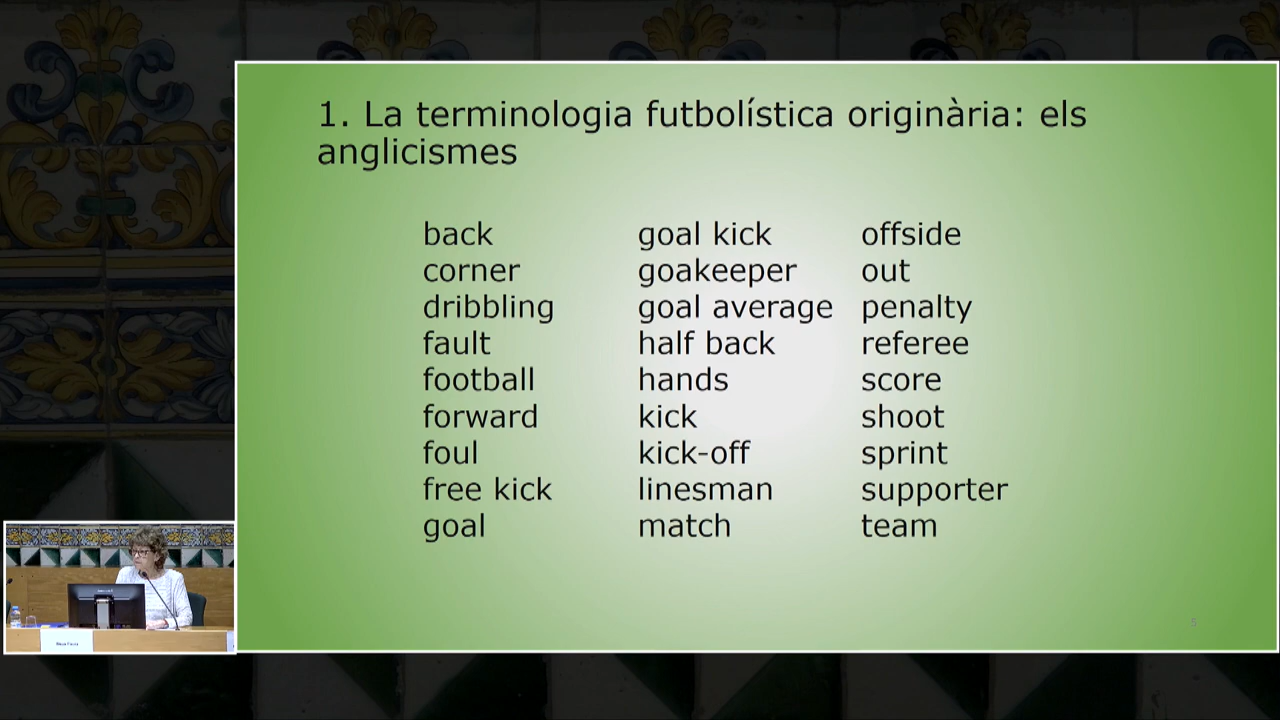 1. La terminologia futbolística originària: els
anglicismes
back
corner
dribbling
fault
football
forward
foul
free kick
goal
goal kick
goakeeper
goal average
half back
hands
kick
kick-off
linesman
match
offside
out
penalty
referee
score
shoot
sprint
supporter
team
5